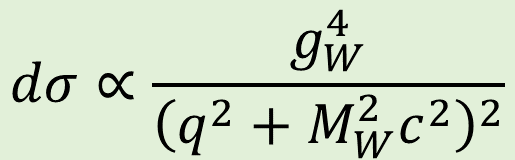 dσ ∝ g_W^4 / (q^2 + M_W^2 c^2)^2